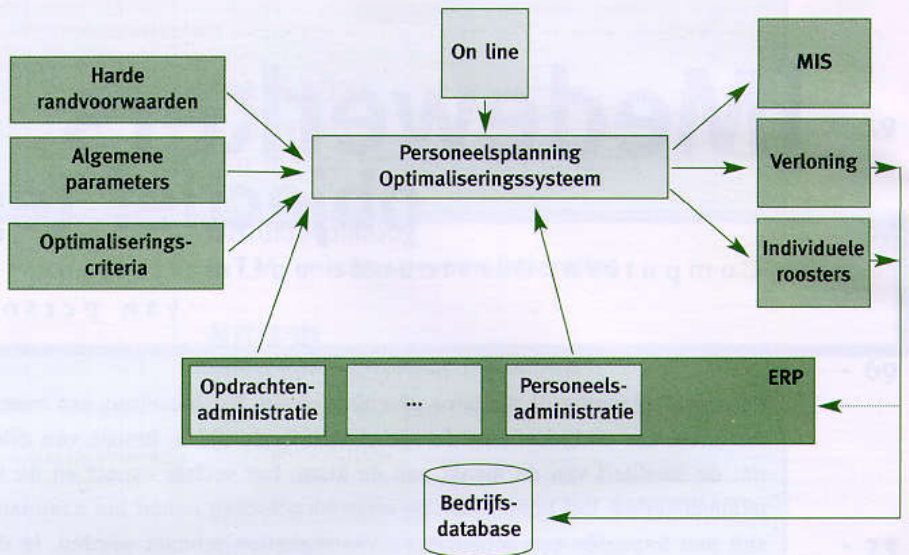 On line
MIS
Harde
randvoorwaarden
Algemene
parameters
Personeelsplanning
Optimaliseringssysteem
Verloning
Optimaliserings-
criteria
Individuele
roosters
ERP
Opdrachten-
administratie
...
Personeels-
administratie
Bedrijfs-
database